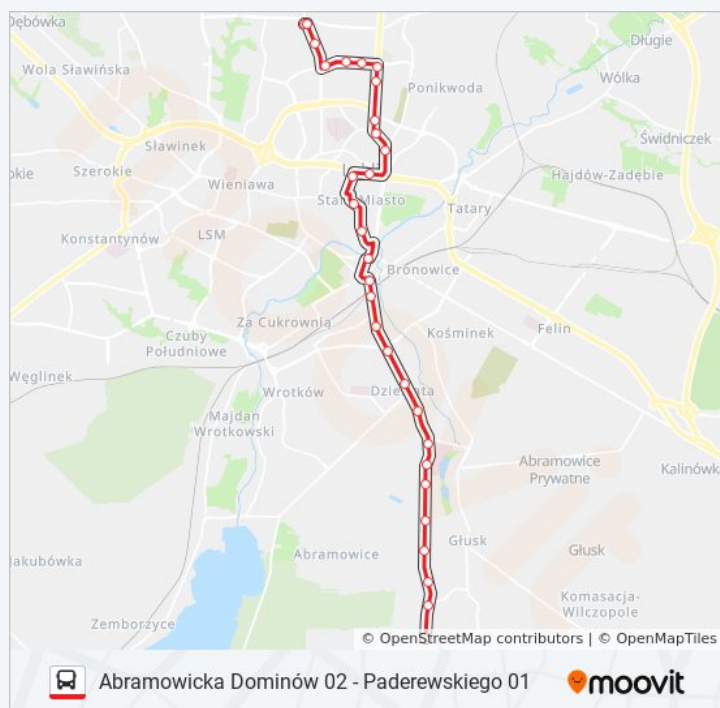 Dębówka
Długie
Wola Sławińska
Ponikwoda
Wólka
Sławinek
Świdniczek
Szerokie
okie
Wieniawa
Hajdów-Zadębie
Stare Miasto
Tatary
Konstantynów
LSM
Bronowice
Za Cukrownią
Kośminek
Felin
Czuby
Południowe
Węglinek
Wrotków
Dziesiąta
Majdan
Wrotkowski
Abramowice
Prywatne
Kalinówka
Głusk
Głusk
Jakubówka
Abramowice
Komasacja-
Wilczopole
Zemborzyce
© OpenStreetMap contributors | © OpenMapTiles
Abramowicka Dominów 02 - Paderewskiego 01
moovit